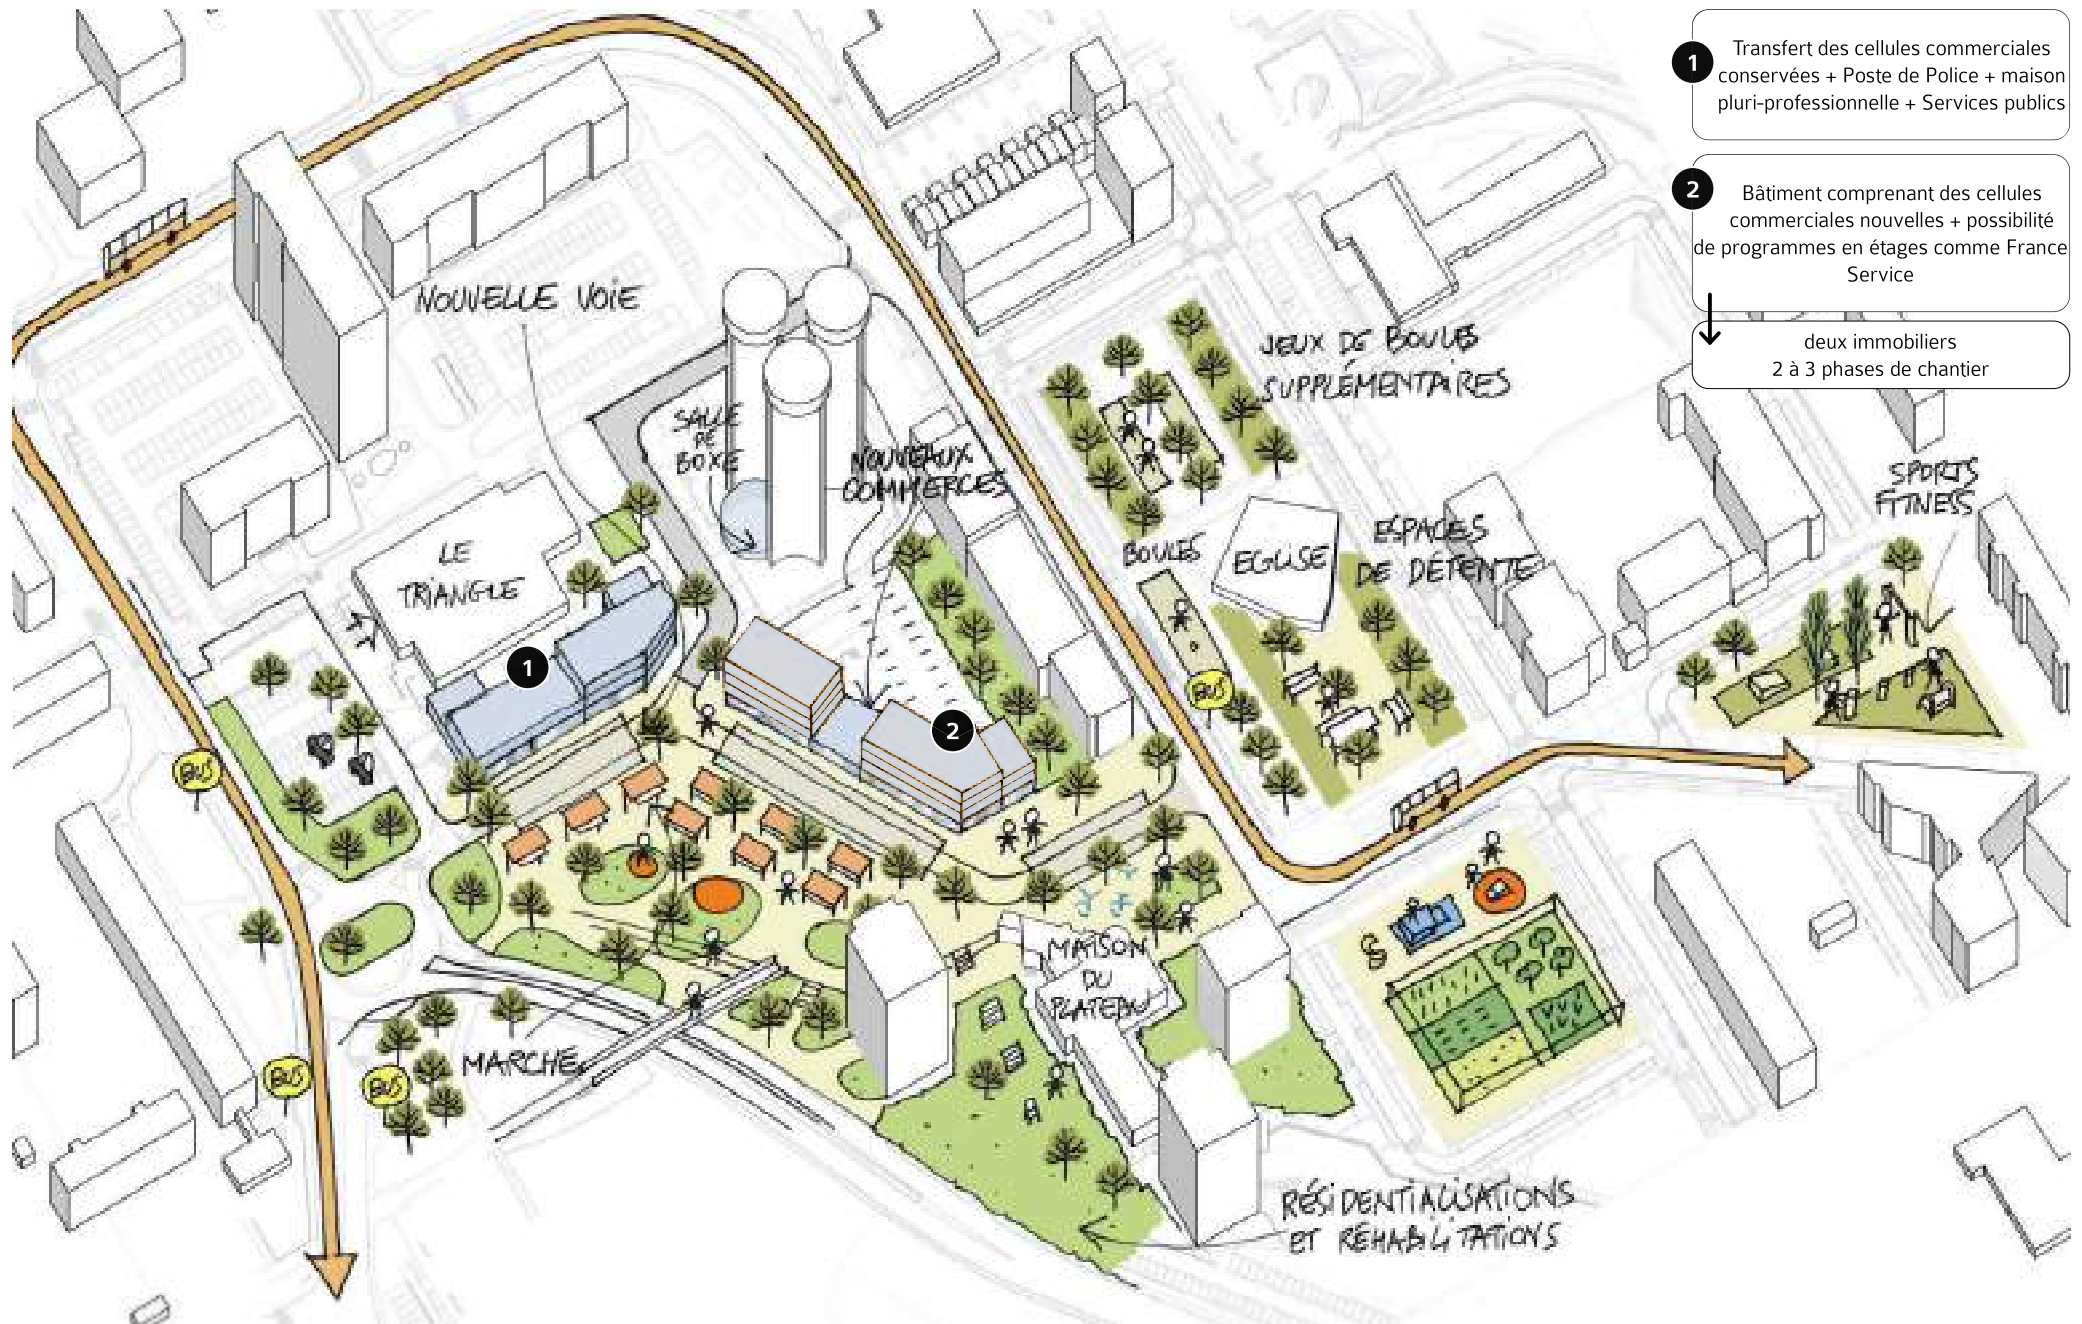 1
Transfert des cellules commerciales
conservées + Poste de Police + maison
pluri-professionnelle + Services publics
2
Bâtiment comprenant des cellules
commerciales nouvelles + possibilité
de programmes en étages comme France
Service
deux immobiliers
2 à 3 phases de chantier
NOUVELLE VOIE
JEUX DE BOULES
SUPPLÉMENTAIRES
SALLE
DE
BOXE
NOUVEAUX
COMMERCES
SPORTS
FITNESS
LE
TRIANGLE
BOULES
EGLISE
ESPACES
DE DÉTENTE
1
2
BUS
BUS
MAISON
DU
PLATEAU
MARCHE
BUS
BUS
RÉSIDENTIALISATIONS
ET RÉHABILITATIONS